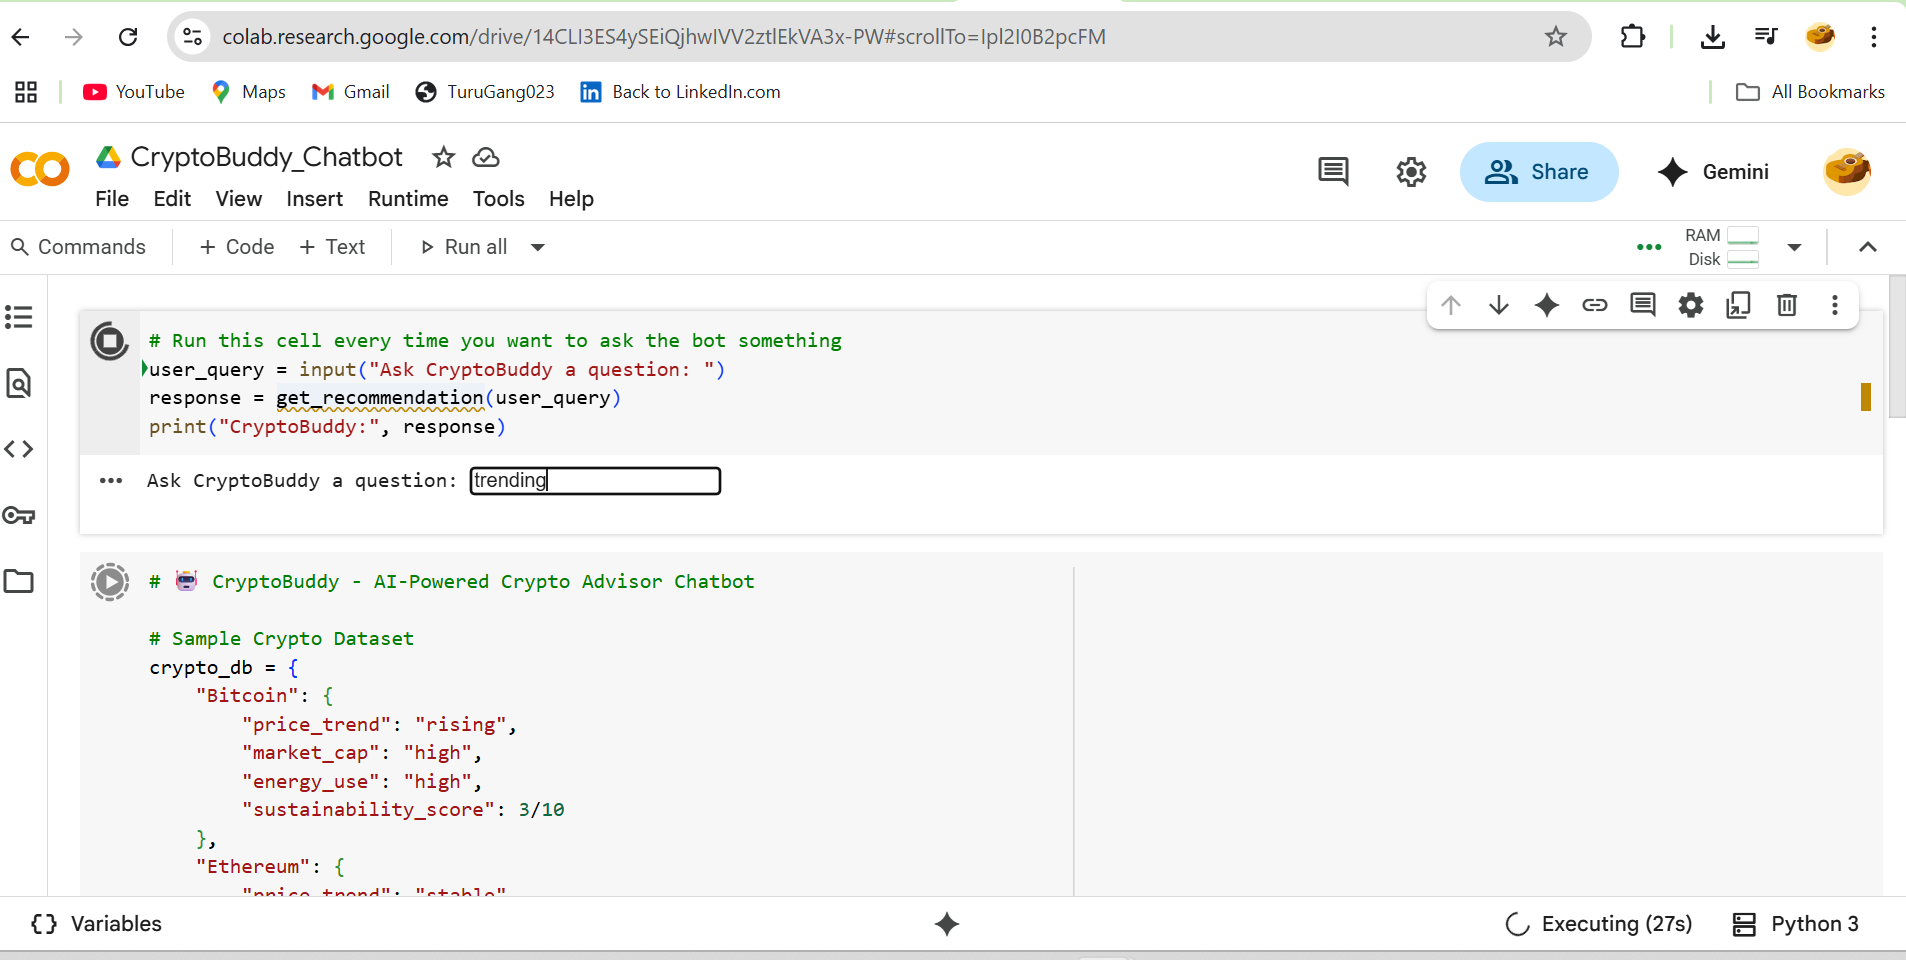 colab.research.google.com/drive/14CLI3ES4ySEiQjhwIVV2ztlEkVA3x-PW#scrollTo=Ipl2I0B2pcFM
YouTube Maps Gmail TuruGang023 Back to LinkedIn.com All Bookmarks
CryptoBuddy_Chatbot
File Edit View Insert Runtime Tools Help
Share Gemini
Commands + Code + Text Run all
RAM
Disk
# Run this cell every time you want to ask the bot something
user_query = input("Ask CryptoBuddy a question: ")
response = get_recommendation(user_query)
print("CryptoBuddy:", response)
Ask CryptoBuddy a question: trending
# 🤖 CryptoBuddy - AI-Powered Crypto Advisor Chatbot
# Sample Crypto Dataset
crypto_db = {
"Bitcoin": {
"price_trend": "rising",
"market_cap": "high",
"energy_use": "high",
"sustainability_score": 3/10
},
"Ethereum": {
"price_trend": "stable"
Variables Executing (27s) Python 3